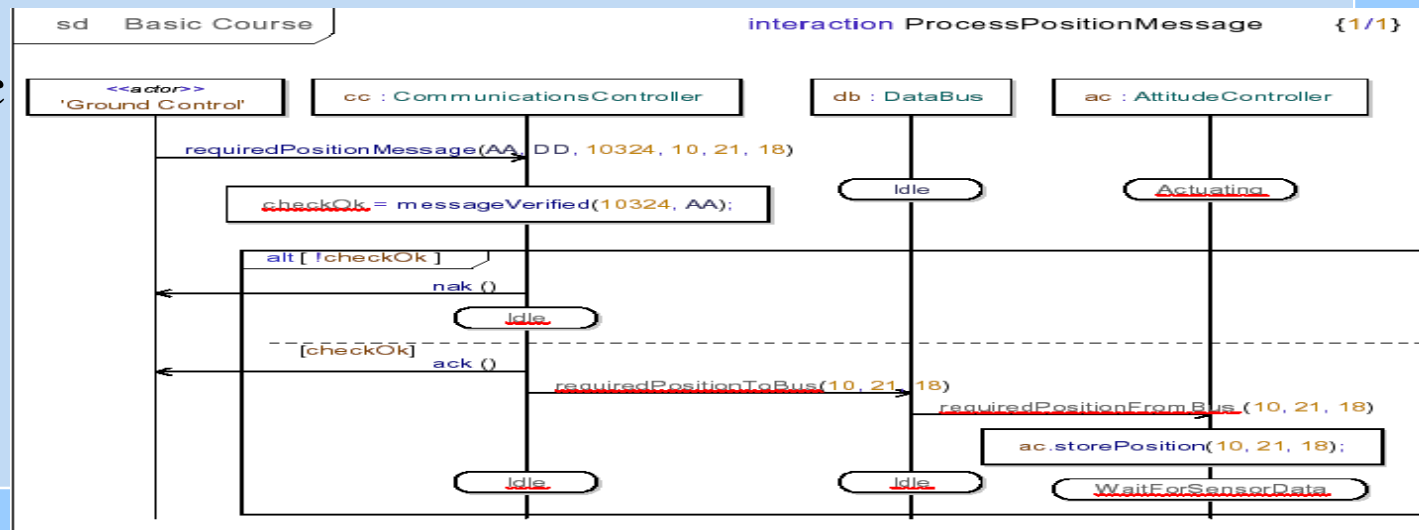 sd Basic Course
interaction ProcessPositionMessage {1/1}
<<actor>>
'Ground Control'
cc : CommunicationsController
db : DataBus
ac : AttitudeController
requiredPositionMessage(AA, DD, 10324, 10, 21, 18)
Idle
Actuating
checkOk = messageVerified(10324, AA);
alt [ !checkOk ]
nak ()
Idle
[checkOk]
ack ()
requiredPositionToBus(10, 21, 18)
requiredPositionFromBus (10, 21, 18)
ac.storePosition(10, 21, 18);
Idle
Idle
WaitForSensorData